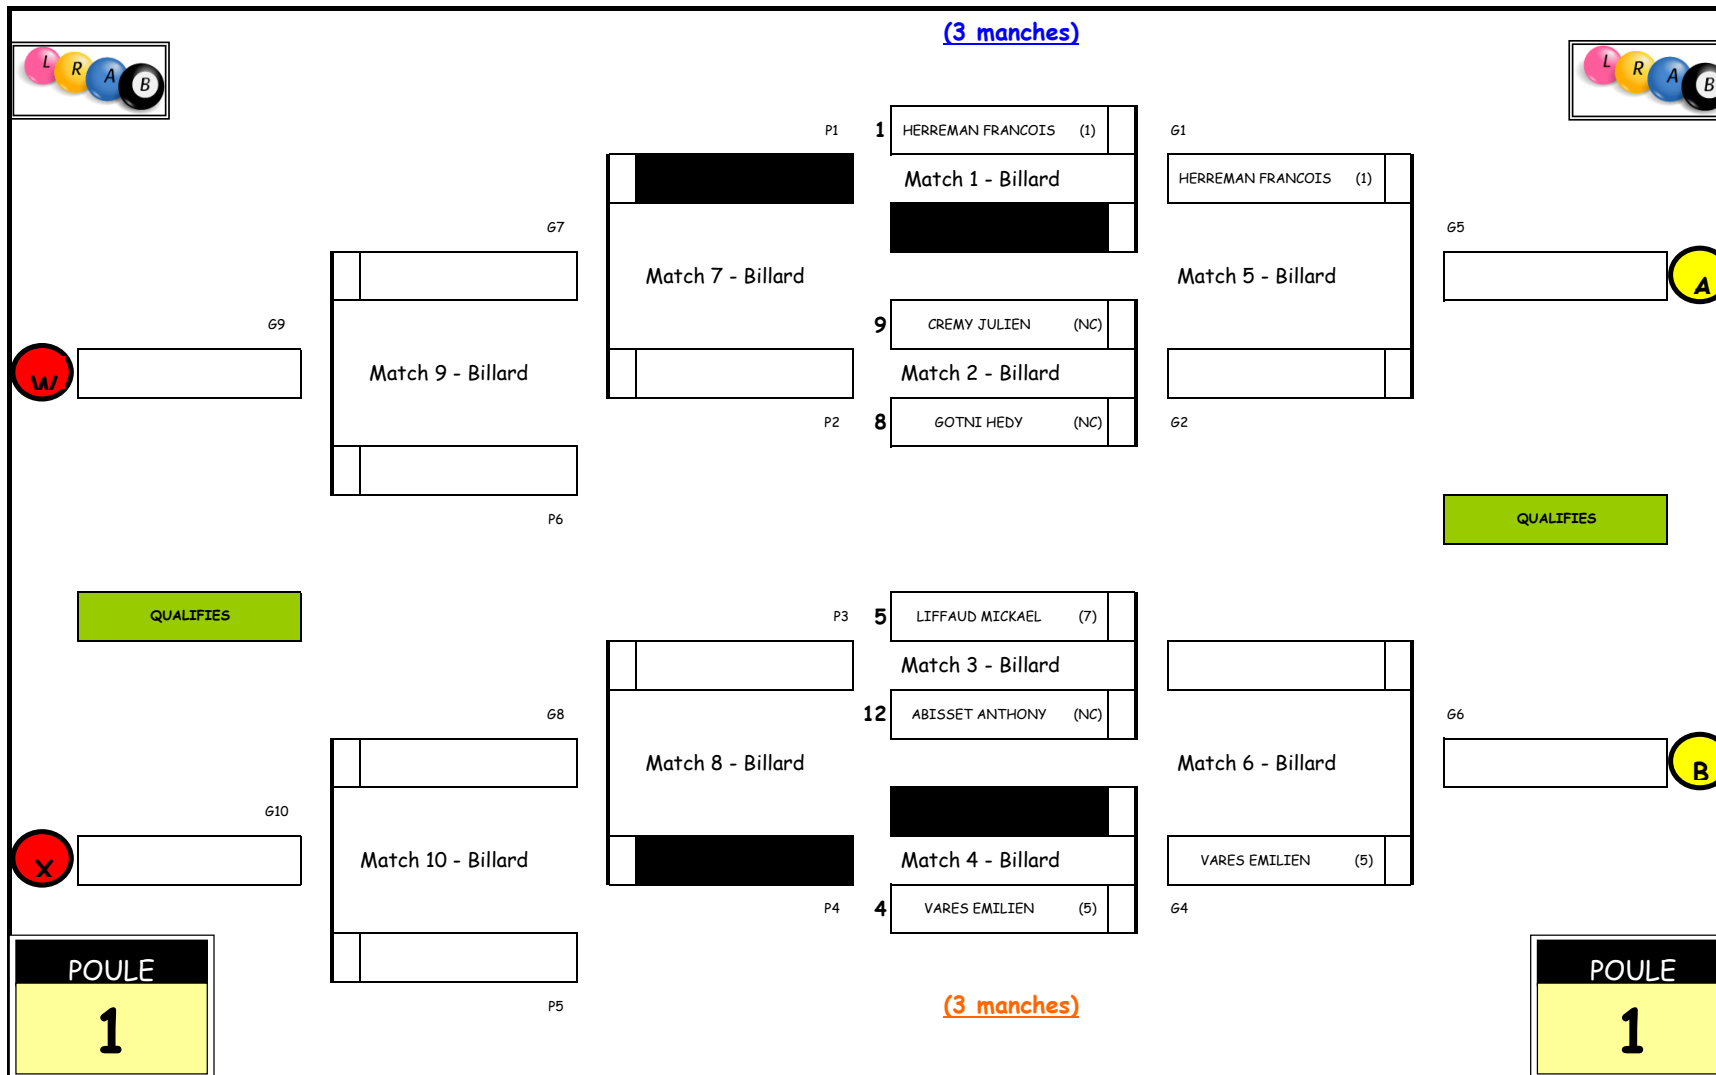 (3 manches)
L R A B
L R A B
P1 1 HERREMAN FRANCOIS (1) G1
Match 1 - Billard HERREMAN FRANCOIS (1)
G7 G5
Match 7 - Billard Match 5 - Billard A
G9 9 CREMY JULIEN (NC)
W Match 9 - Billard Match 2 - Billard
P2 8 GOTNI HEDY (NC) G2
P6 QUALIFIES
QUALIFIES P3 5 LIFFAUD MICKAEL (7)
Match 3 - Billard
G8 12 ABISSET ANTHONY (NC) G6
Match 8 - Billard Match 6 - Billard B
G10
X Match 10 - Billard Match 4 - Billard VARES EMILIEN (5)
P4 4 VARES EMILIEN (5) G4
POULE POULE
P5 (3 manches)
1 1